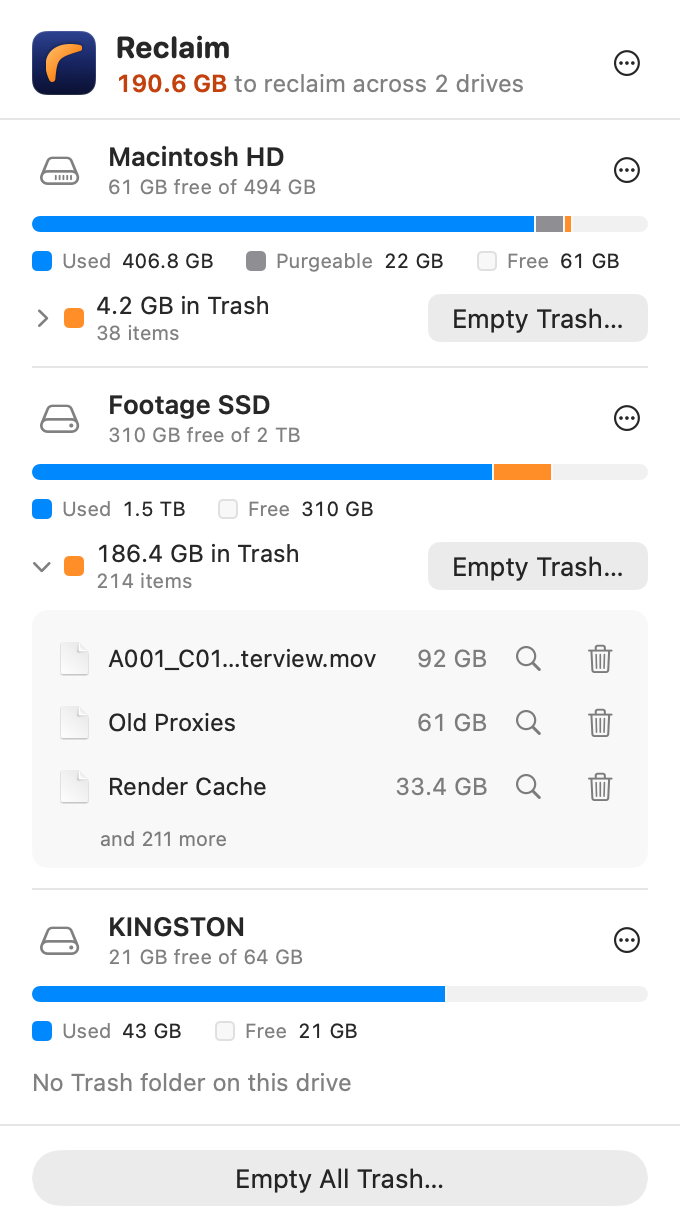 Reclaim
190.6 GB to reclaim across 2 drives
Macintosh HD
61 GB free of 494 GB
Used 406.8 GB Purgeable 22 GB Free 61 GB
4.2 GB in Trash
38 items
Empty Trash...
Footage SSD
310 GB free of 2 TB
Used 1.5 TB Free 310 GB
186.4 GB in Trash
214 items
Empty Trash...
A001_C01...terview.mov 92 GB
Old Proxies 61 GB
Render Cache 33.4 GB
and 211 more
KINGSTON
21 GB free of 64 GB
Used 43 GB Free 21 GB
No Trash folder on this drive
Empty All Trash...